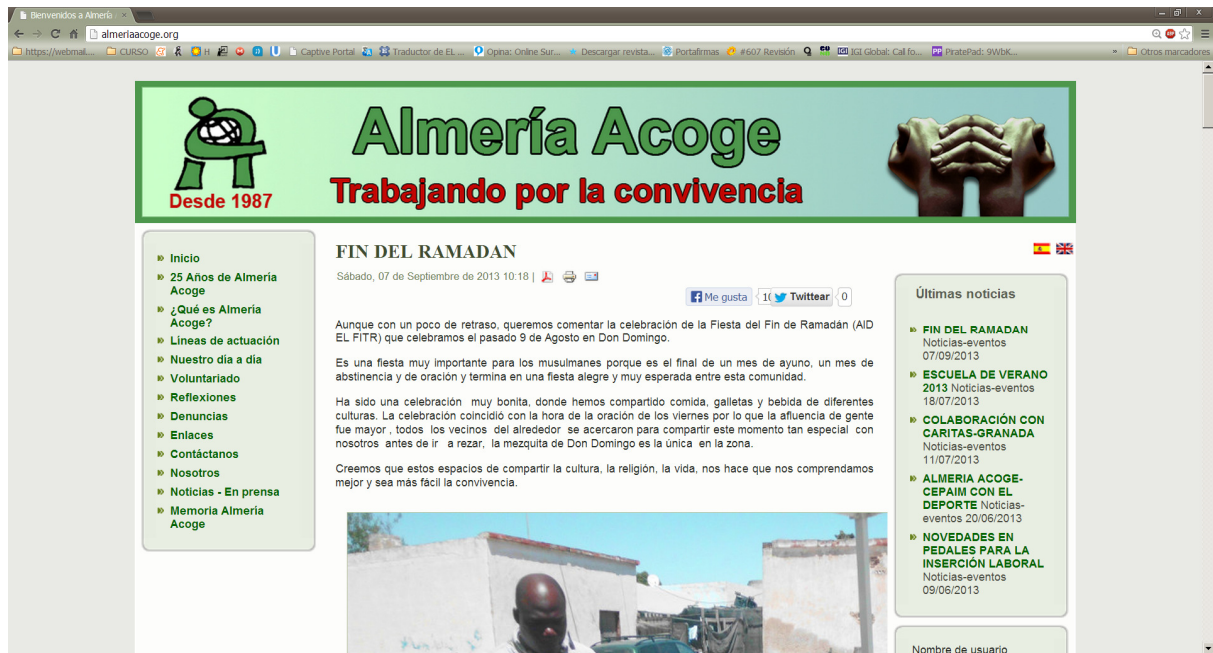 Bienvenidos a Almería
almeriaacoge.org
https://webmai... CURSO H Captive Portal Traductor de EL ... Opina: Online Sur... Descargar revista... Portafirmas #607 Revisión IGI Global: Call fo... PiratePad: 9WbK... » Otros marcadores
Almería Acoge
Trabajando por la convivencia
Desde 1987
Inicio
25 Años de Almería
Acoge
¿Qué es Almería
Acoge?
Líneas de actuación
Nuestro día a día
Voluntariado
Reflexiones
Denuncias
Enlaces
Contáctanos
Nosotros
Noticias - En prensa
Memoria Almería
Acoge
FIN DEL RAMADAN
Sábado, 07 de Septiembre de 2013 10:18 |
Me gusta Twittear 0
Aunque con un poco de retraso, queremos comentar la celebración de la Fiesta del Fin de Ramadán (AID
EL FITR) que celebramos el pasado 9 de Agosto en Don Domingo.
Es una fiesta muy importante para los musulmanes porque es el final de un mes de ayuno, un mes de
abstinencia y de oración y termina en una fiesta alegre y muy esperada entre esta comunidad.
Ha sido una celebración muy bonita, donde hemos compartido comida, galletas y bebida de diferentes
culturas. La celebración coincidió con la hora de la oración de los viernes por lo que la afluencia de gente
fue mayor , todos los vecinos del alrededor se acercaron para compartir este momento tan especial con
nosotros antes de ir a rezar, la mezquita de Don Domingo es la única en la zona.
Creemos que estos espacios de compartir la cultura, la religión, la vida, nos hace que nos comprendamos
mejor y sea más fácil la convivencia.
Últimas noticias
FIN DEL RAMADAN
Noticias-eventos
07/09/2013
ESCUELA DE VERANO
2013 Noticias-eventos
18/07/2013
COLABORACIÓN CON
CARITAS-GRANADA
Noticias-eventos
11/07/2013
ALMERIA ACOGE-
CEPAIM CON EL
DEPORTE Noticias-
eventos 20/06/2013
NOVEDADES EN
PEDALES PARA LA
INSERCIÓN LABORAL
Noticias-eventos
09/06/2013
Nombre de usuario